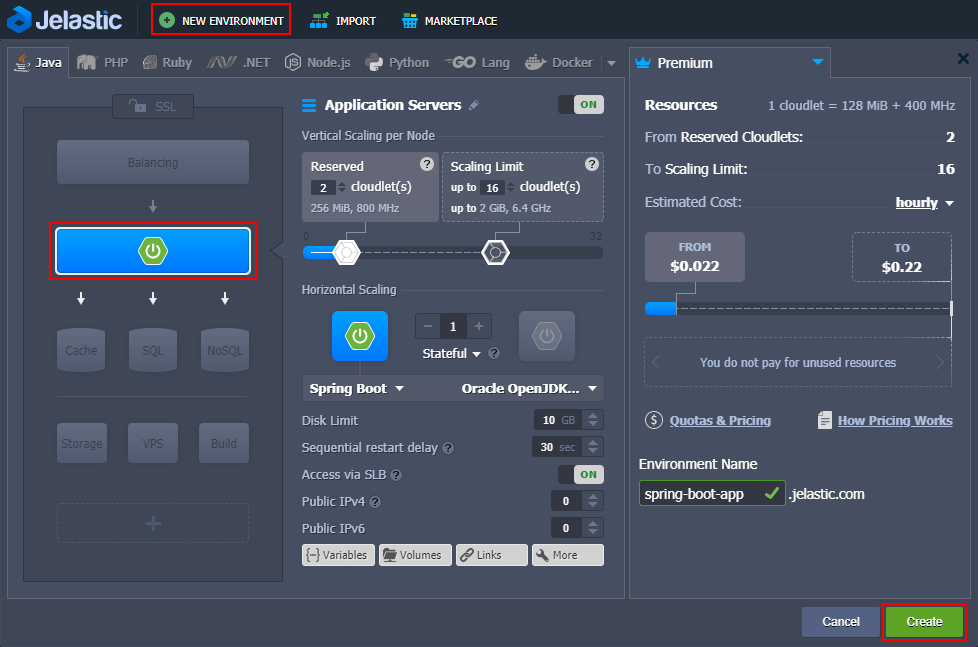 Jelastic
NEW ENVIRONMENT
IMPORT
MARKETPLACE
Java
PHP
Ruby
.NET
Node.js
Python
GO Lang
Docker
SSL
Balancing
Cache
SQL
NoSQL
Storage
VPS
Build
Application Servers
ON
Vertical Scaling per Node
Reserved ?
2 cloudlet(s)
256 MiB, 800 MHz
Scaling Limit ?
up to 16 cloudlet(s)
up to 2 GiB, 6.4 GHz
0
32
Horizontal Scaling
− 1 +
Stateful ?
Spring Boot
Oracle OpenJDK...
Disk Limit 10 GB
Sequential restart delay ? 30 sec
Access via SLB ? ON
Public IPv4 ? 0
Public IPv6 0
{-} Variables
Volumes
Links
More
Premium
Resources 1 cloudlet = 128 MiB + 400 MHz
From Reserved Cloudlets: 2
To Scaling Limit: 16
Estimated Cost: hourly
FROM
$0.022
TO
$0.22
You do not pay for unused resources
$ Quotas & Pricing
How Pricing Works
Environment Name
spring-boot-app .jelastic.com
Cancel
Create